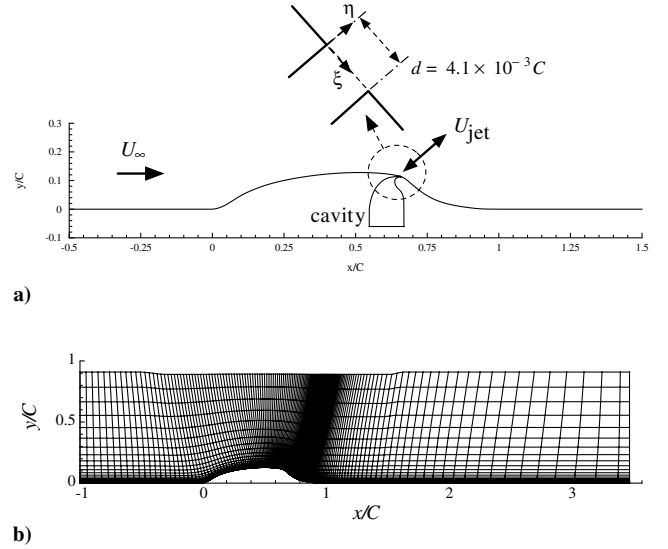 η
ξ
d = 4.1 × 10⁻³ C
U∞
Ujet
cavity
y/C
0.3
0.2
0.1
0
-0.1
-0.5 -0.25 0 0.25 0.5 0.75 1 1.25 1.5
x/C
a)
y/C
1
0.5
0
-1 0 1 2 3
x/C
b)